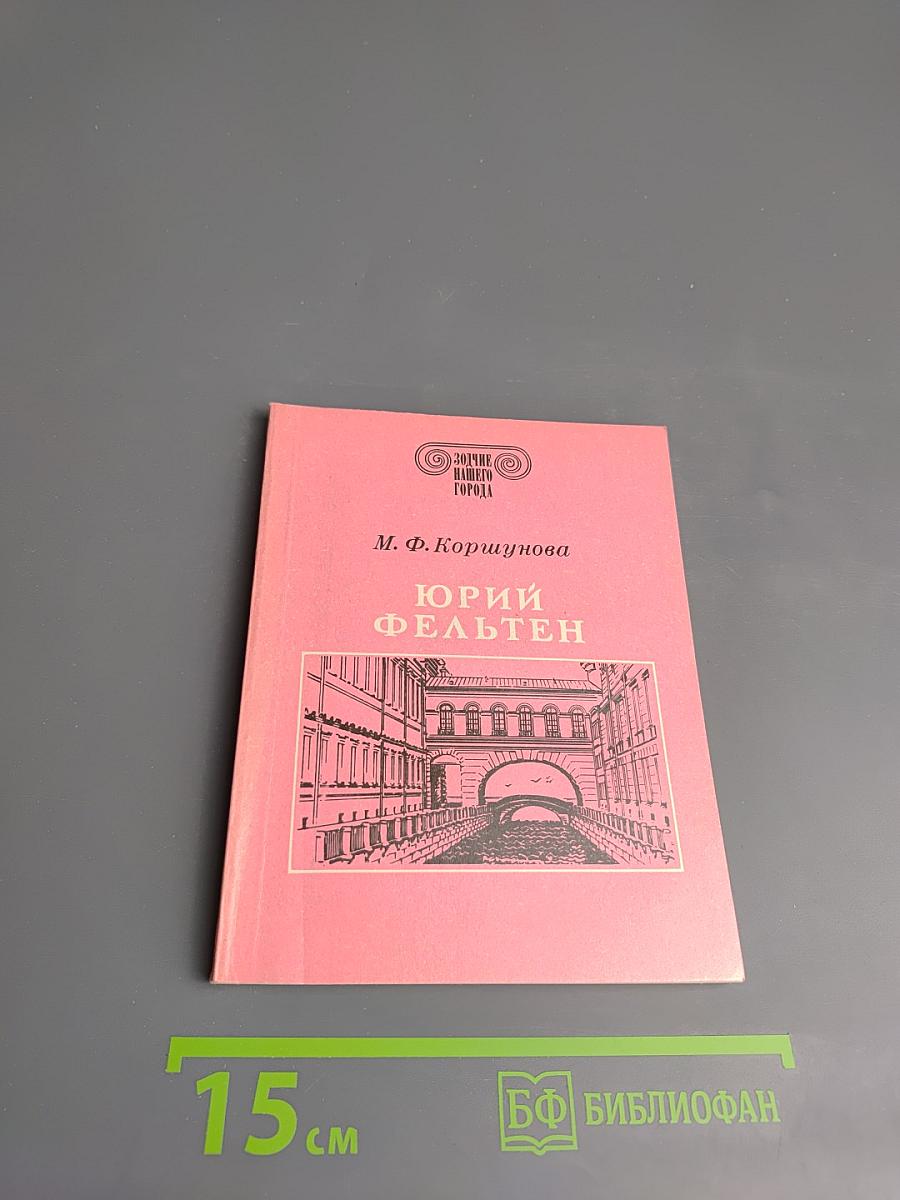 ЗОДЧИЕ
НАШЕГО
ГОРОДА
М. Ф. Коршунова
ЮРИЙ
ФЕЛЬТЕН
15 см
БФ БИБЛИОФАН